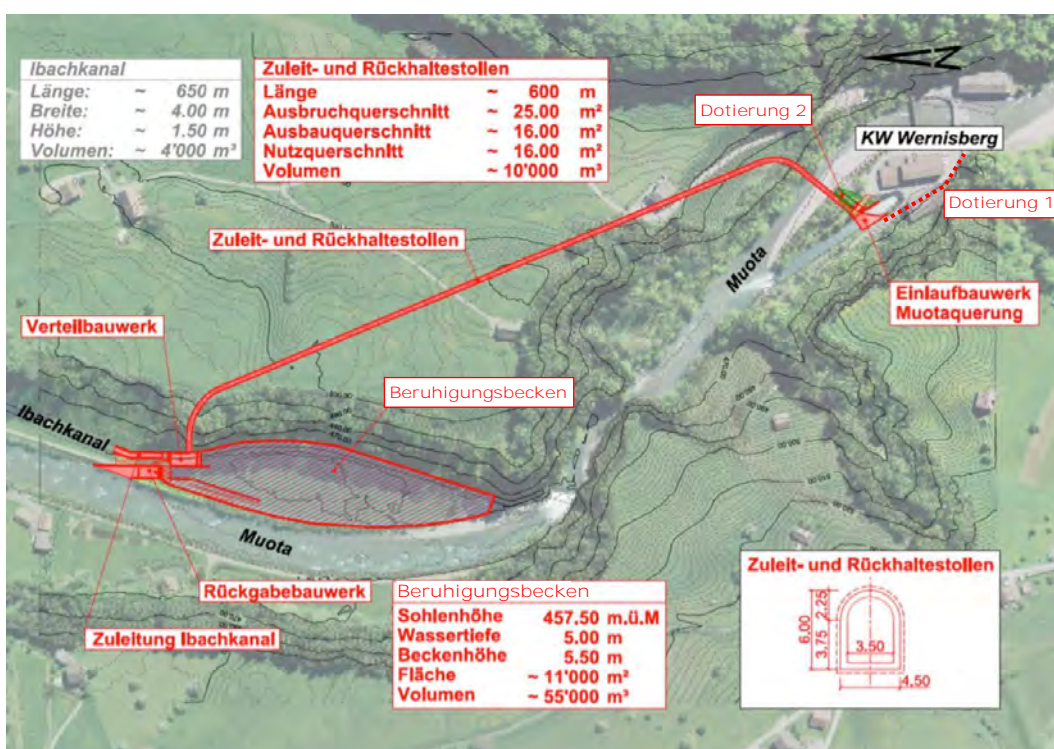 Ibachkanal
Länge: ~ 650 m
Breite: ~ 4.00 m
Höhe: ~ 1.50 m
Volumen: ~ 4'000 m³
Zuleit- und Rückhaltestollen
Länge ~ 600 m
Ausbruchquerschnitt ~ 25.00 m²
Ausbauquerschnitt ~ 16.00 m²
Nutzquerschnitt ~ 16.00 m²
Volumen ~ 10'000 m³
N
Dotierung 2
KW Wernisberg
Dotierung 1
Zuleit- und Rückhaltestollen
Muota
Einlaufbauwerk
Muotaquerung
Verteilbauwerk
Beruhigungsbecken
Ibachkanal
Muota
Rückgabebauwerk
Zuleitung Ibachkanal
Beruhigungsbecken
Sohlenhöhe 457.50 m.ü.M
Wassertiefe 5.00 m
Beckenhöhe 5.50 m
Fläche ~ 11'000 m²
Volumen ~ 55'000 m³
Zuleit- und Rückhaltestollen
6,00
2,25
3,75
3,50
4,50